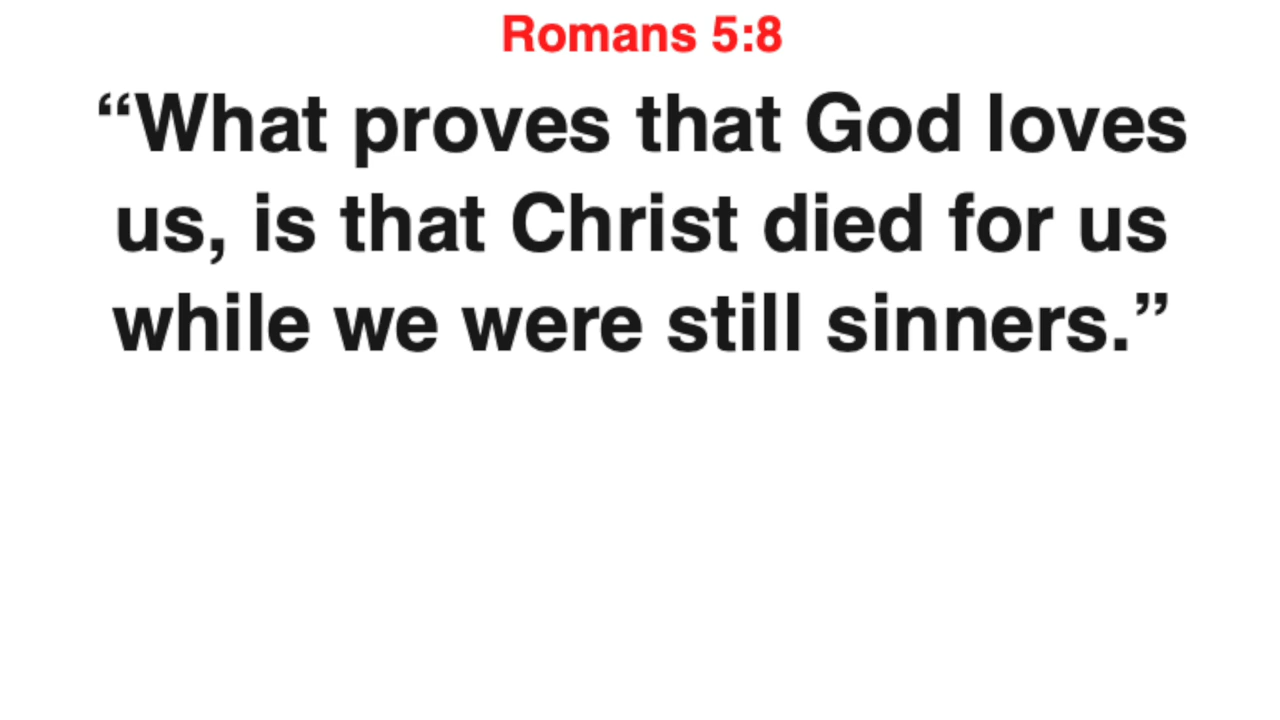 Romans 5:8
“What proves that God loves
us, is that Christ died for us
while we were still sinners.”